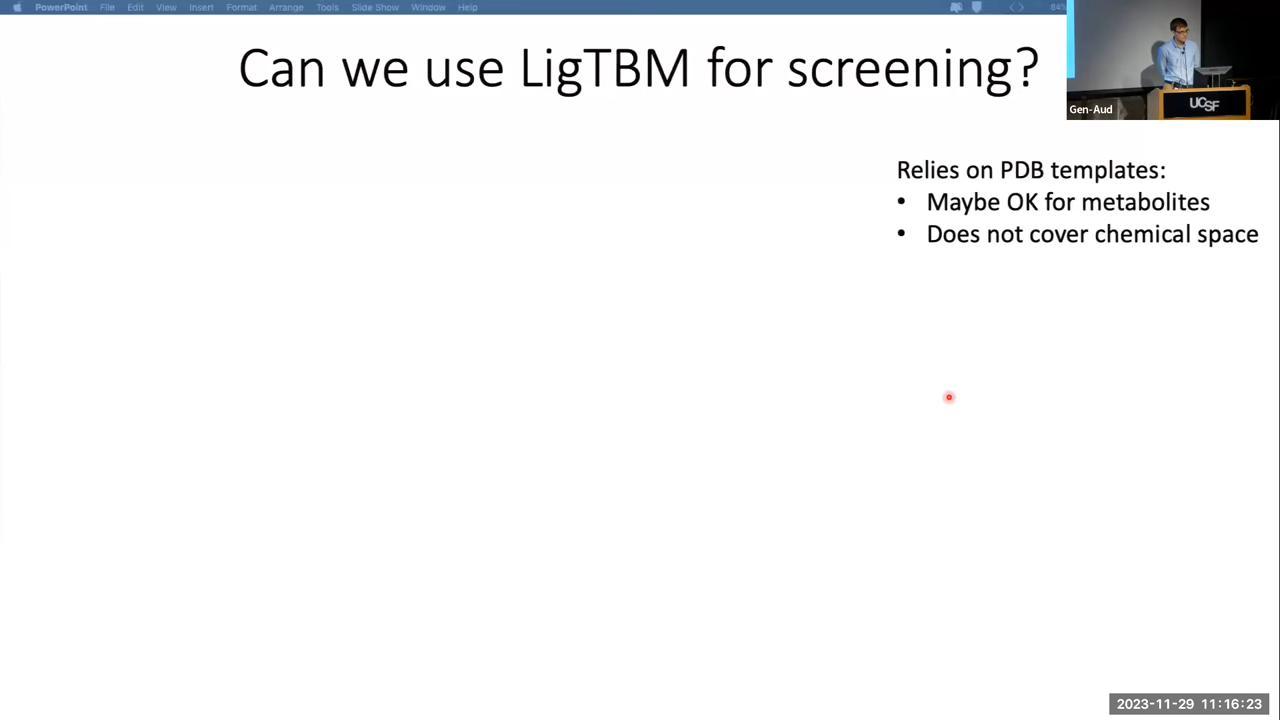 PowerPoint File Edit View Insert Format Arrange Tools Slide Show Window Help 84%
Can we use LigTBM for screening?
Gen-Aud
UCSF
Relies on PDB templates:
• Maybe OK for metabolites
• Does not cover chemical space
2023-11-29 11:16:23